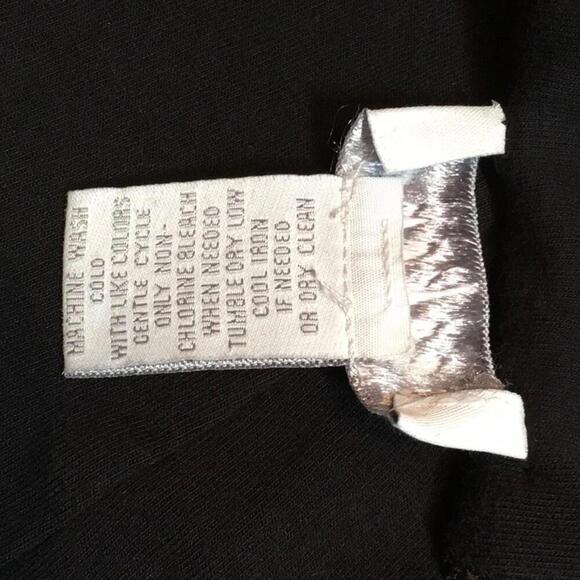 MACHINE WASH
COLD
WITH LIKE COLORS
GENTLE CYCLE
ONLY NON-
CHLORINE BLEACH
WHEN NEEDED
TUMBLE DRY LOW
COOL IRON
IF NEEDED
OR DRY CLEAN